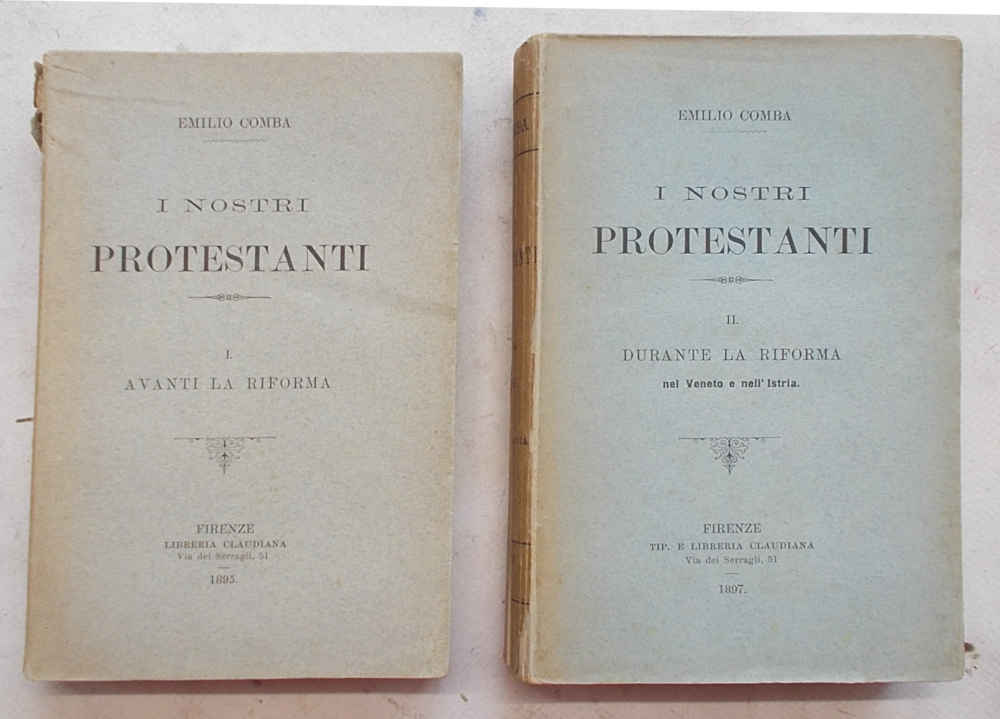 EMILIO COMBA
I NOSTRI
PROTESTANTI
I.
AVANTI LA RIFORMA
FIRENZE
LIBRERIA CLAUDIANA
Via dei Serragli, 51
1895.
EMILIO COMBA
I NOSTRI
PROTESTANTI
II.
DURANTE LA RIFORMA
nel Veneto e nell'Istria.
FIRENZE
TIP. E LIBRERIA CLAUDIANA
Via dei Serragli, 51
1897.